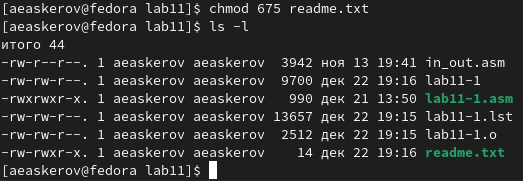 [aeaskerov@fedora lab11]$ chmod 675 readme.txt
[aeaskerov@fedora lab11]$ ls -l
итого 44
-rw-r--r--. 1 aeaskerov aeaskerov  3942 ноя 13 19:41 in_out.asm
-rw-rw-r--. 1 aeaskerov aeaskerov  9700 дек 22 19:16 lab11-1
-rwxrwxr-x. 1 aeaskerov aeaskerov   990 дек 21 13:50 lab11-1.asm
-rw-rw-r--. 1 aeaskerov aeaskerov 13657 дек 22 19:15 lab11-1.lst
-rw-rw-r--. 1 aeaskerov aeaskerov  2512 дек 22 19:15 lab11-1.o
-rw-rwxr-x. 1 aeaskerov aeaskerov    14 дек 22 19:16 readme.txt
[aeaskerov@fedora lab11]$